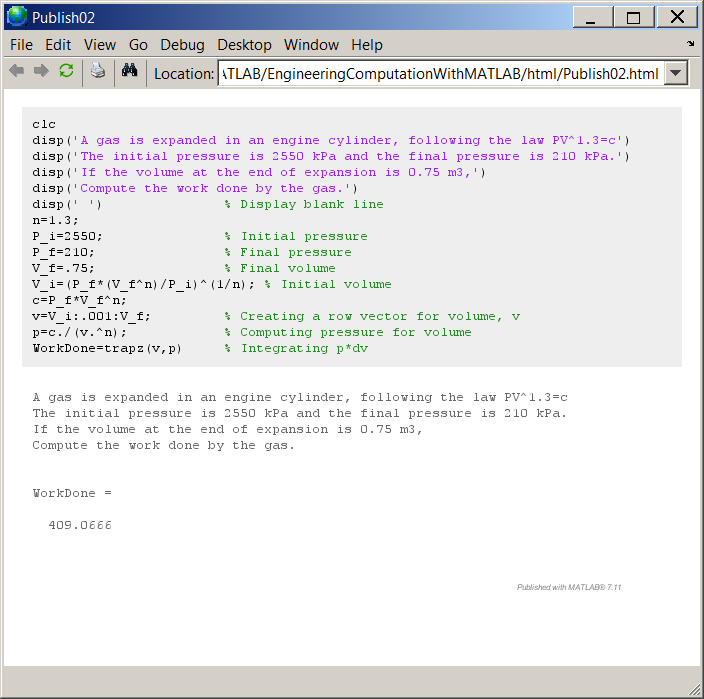 Publish02
File Edit View Go Debug Desktop Window Help
Location: \TLAB/EngineeringComputationWithMATLAB/html/Publish02.html
clc
disp('A gas is expanded in an engine cylinder, following the law PV^1.3=c')
disp('The initial pressure is 2550 kPa and the final pressure is 210 kPa.')
disp('If the volume at the end of expansion is 0.75 m3,')
disp('Compute the work done by the gas.')
disp(' ') % Display blank line
n=1.3;
P_i=2550; % Initial pressure
P_f=210; % Final pressure
V_f=.75; % Final volume
V_i=(P_f*(V_f^n)/P_i)^(1/n); % Initial volume
c=P_f*V_f^n;
v=V_i:.001:V_f; % Creating a row vector for volume, v
p=c./(v.^n); % Computing pressure for volume
WorkDone=trapz(v,p) % Integrating p*dv
A gas is expanded in an engine cylinder, following the law PV^1.3=c
The initial pressure is 2550 kPa and the final pressure is 210 kPa.
If the volume at the end of expansion is 0.75 m3,
Compute the work done by the gas.
WorkDone =
409.0666
Published with MATLAB® 7.11